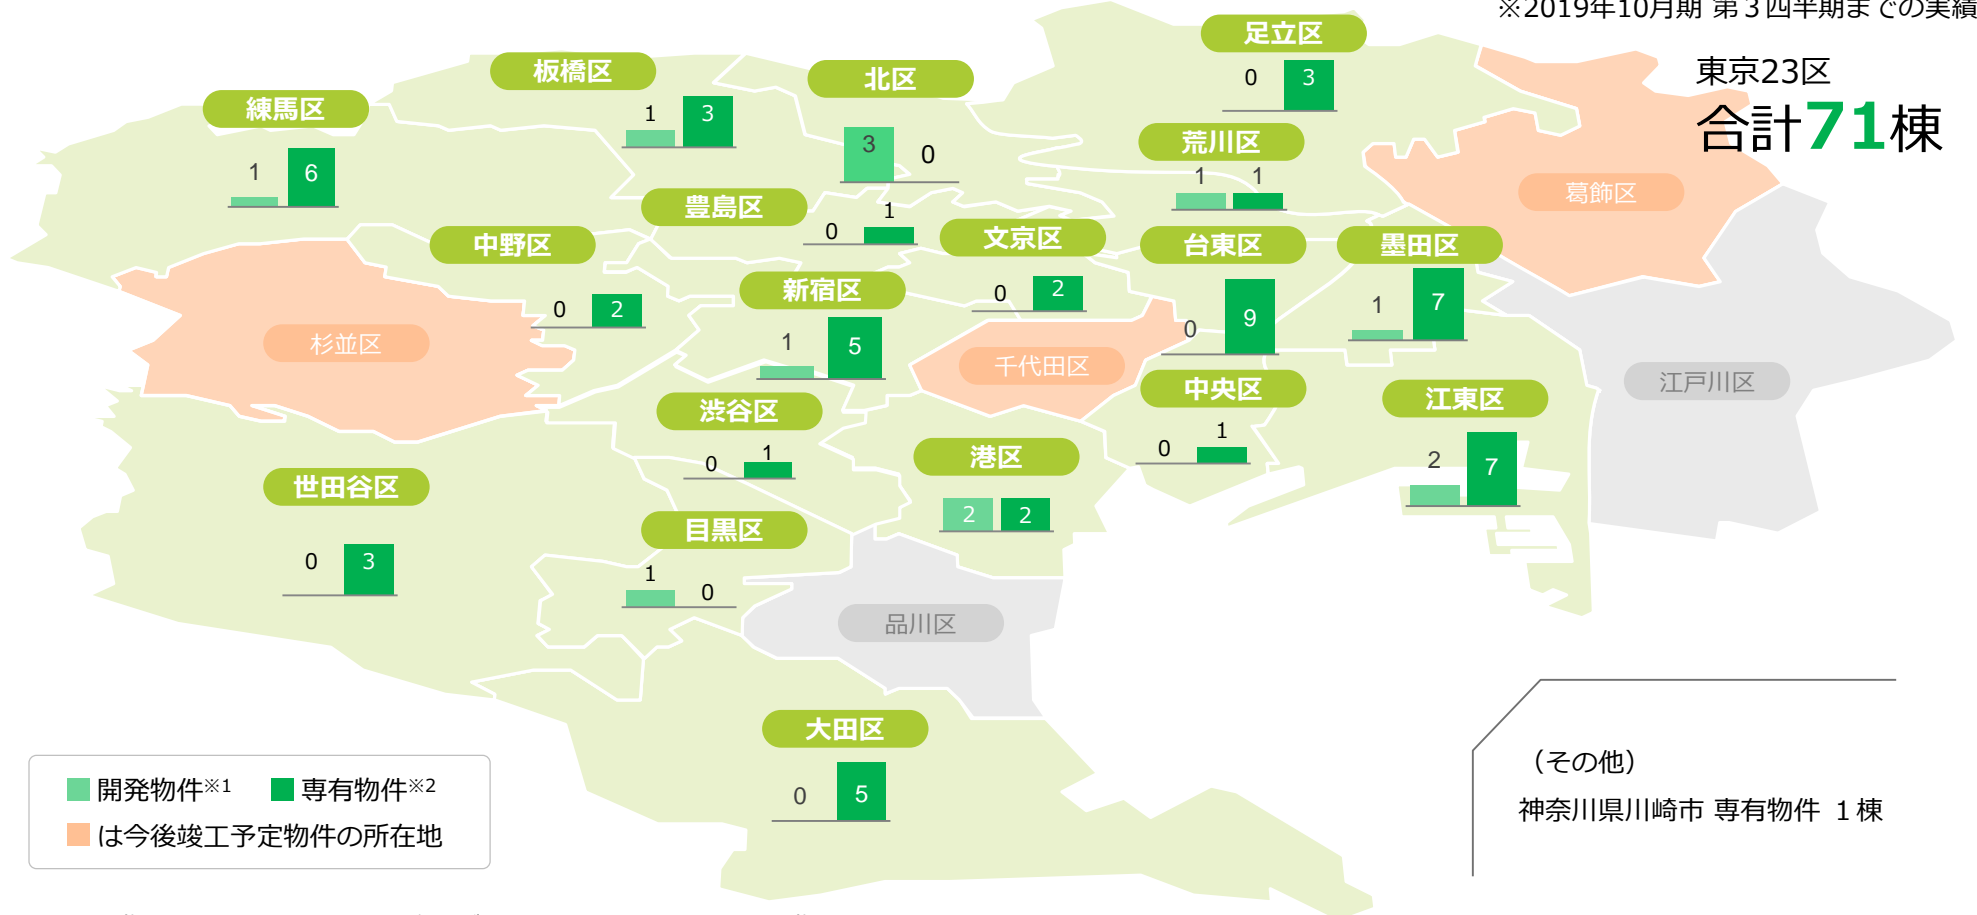 ※2019年10月期 第３四半期までの実績
東京23区
合計71棟
足立区
0 3
板橋区
1 3
北区
3 0
練馬区
1 6
荒川区
1 1
葛飾区
豊島区
0 1
中野区
0 2
文京区
0 2
台東区
0 9
墨田区
1 7
新宿区
1 5
杉並区
千代田区
江戸川区
渋谷区
0 1
中央区
0 1
江東区
2 7
港区
2 2
世田谷区
0 3
目黒区
1 0
品川区
大田区
0 5
開発物件※1 専有物件※2
は今後竣工予定物件の所在地
（その他）
神奈川県川崎市 専有物件 １棟